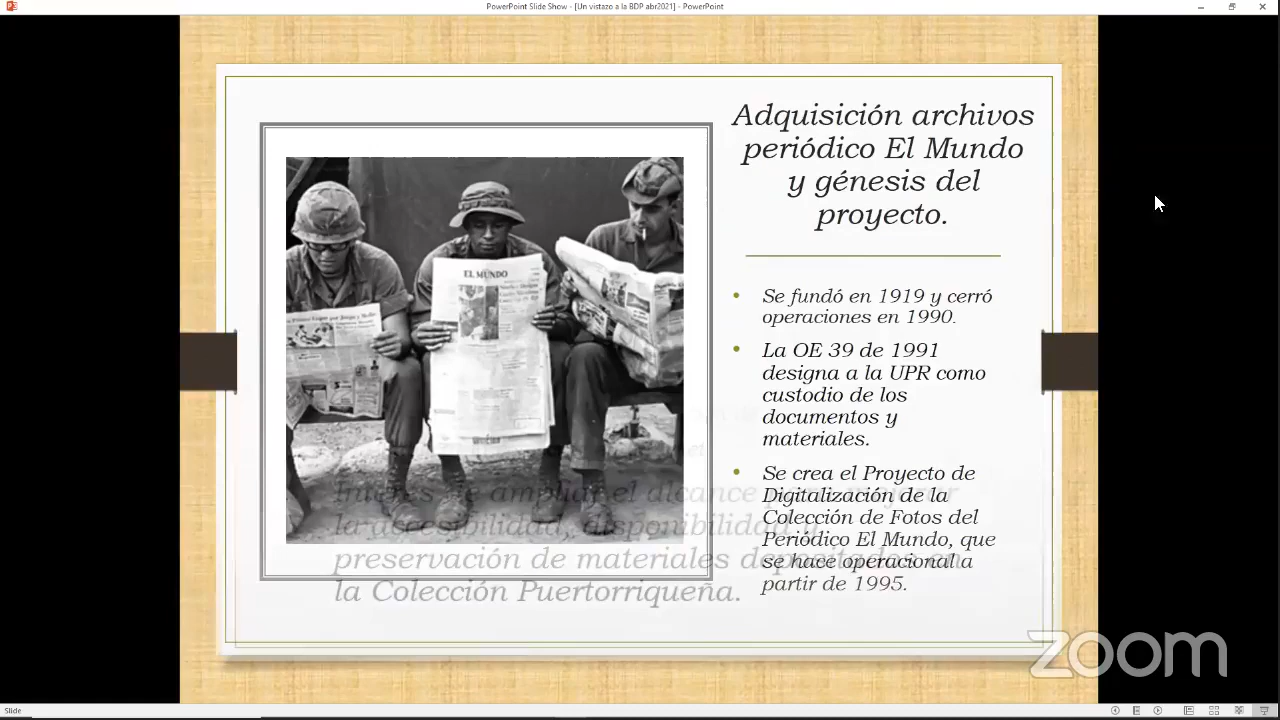 PowerPoint Slide Show - [Un vistazo a la BDP abr2021] - PowerPoint
Adquisición archivos
periódico El Mundo
y génesis del
proyecto.
EL MUNDO
• Se fundó en 1919 y cerró
operaciones en 1990.
• La OE 39 de 1991
designa a la UPR como
custodio de los
documentos y
materiales.
• Se crea el Proyecto de
Digitalización de la
Colección de Fotos del
Periódico El Mundo, que
se hace operacional a
partir de 1995.
ampliar el alcance
la accesibilidad, disponibilidad y
preservación de materiales depositados en
la Colección Puertorriqueña.
zoom
Slide